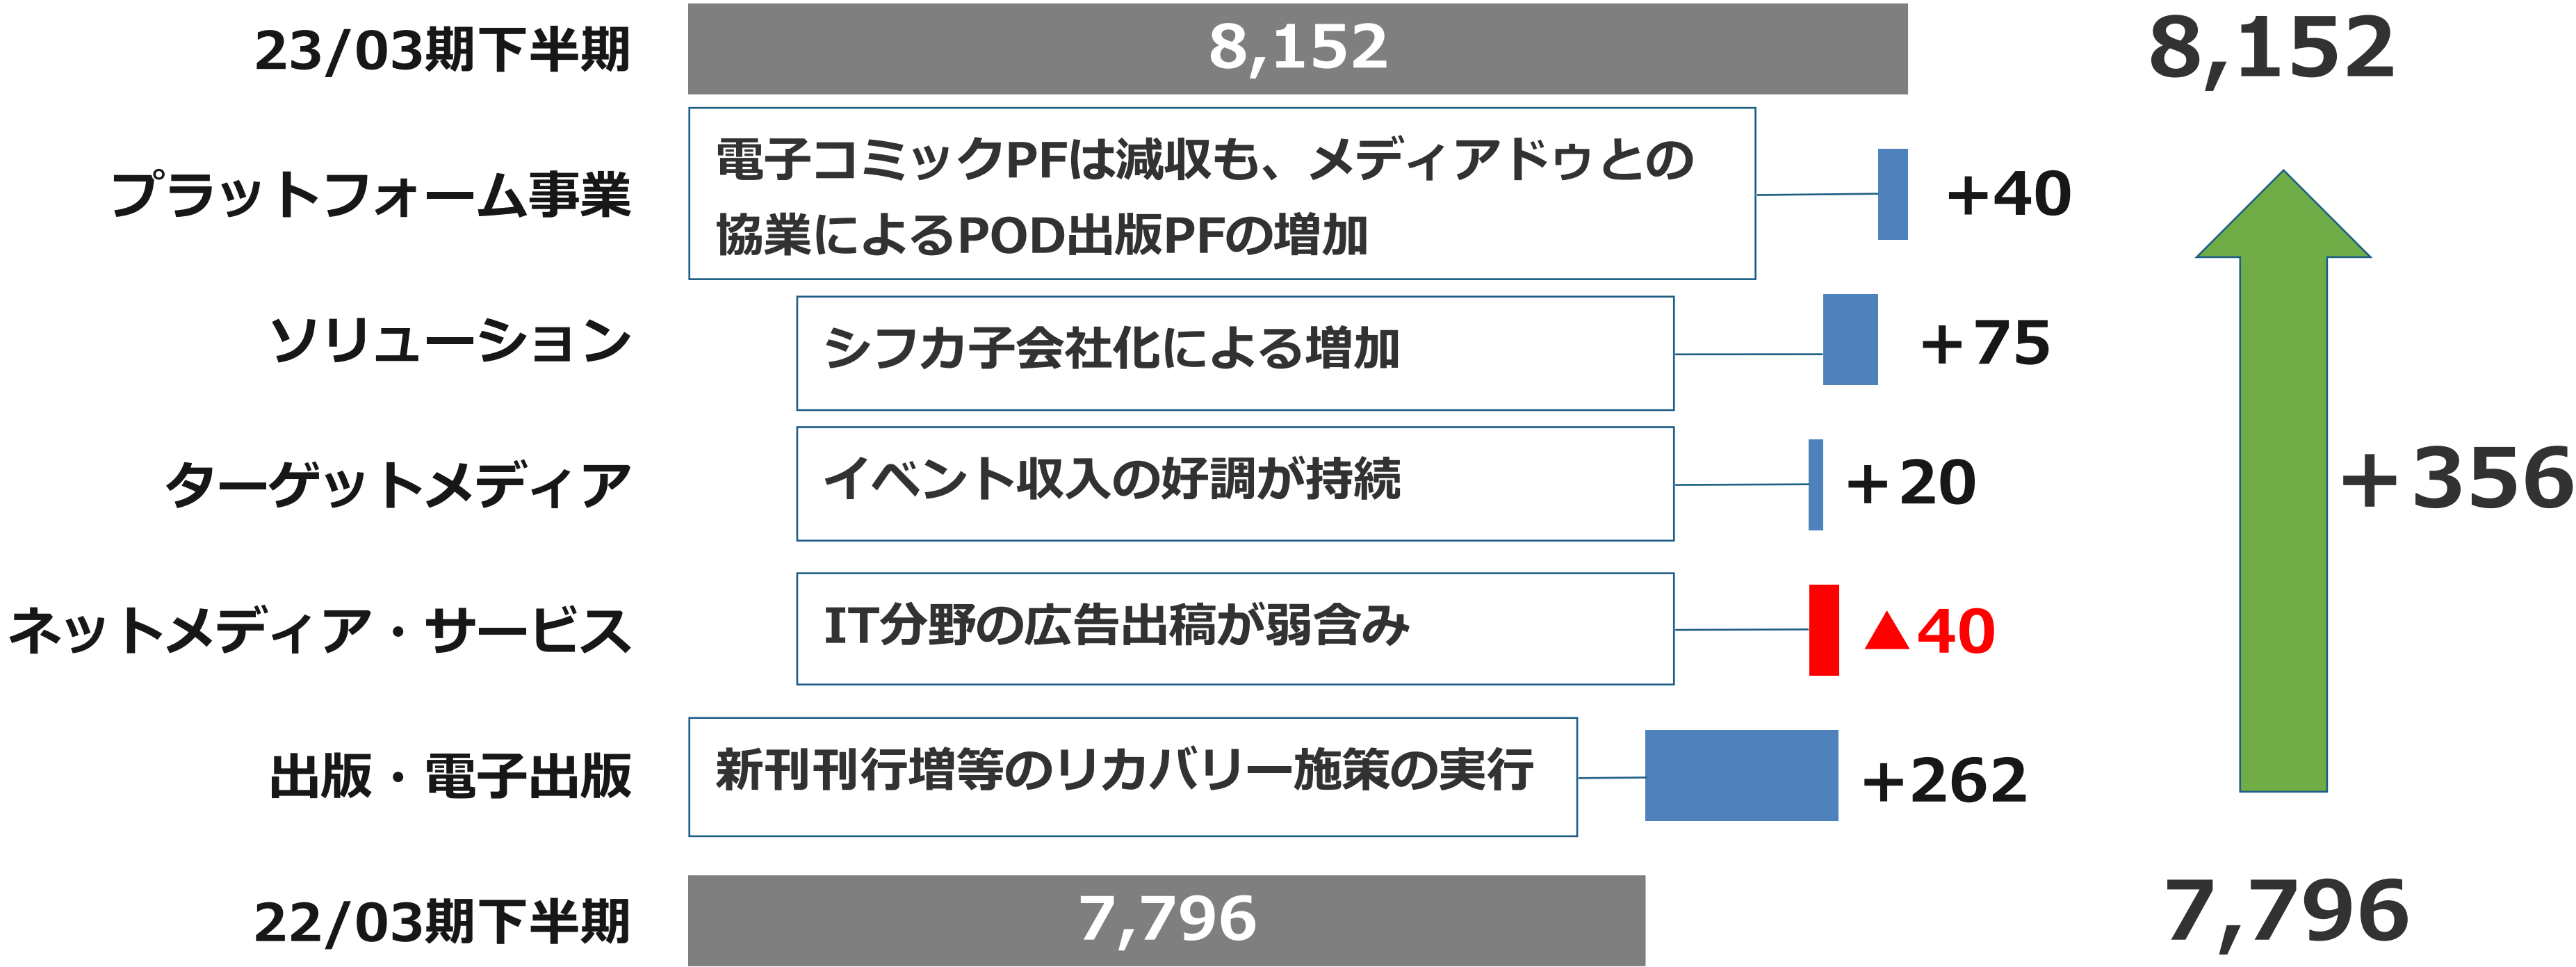 23/03期下半期
8,152
8,152
プラットフォーム事業
電子コミックPFは減収も、メディアドゥとの
協業によるPOD出版PFの増加
+40
ソリューション
シフカ子会社化による増加
+75
ターゲットメディア
イベント収入の好調が持続
+20
+356
ネットメディア・サービス
IT分野の広告出稿が弱含み
▲40
出版・電子出版
新刊刊行増等のリカバリー施策の実行
+262
22/03期下半期
7,796
7,796